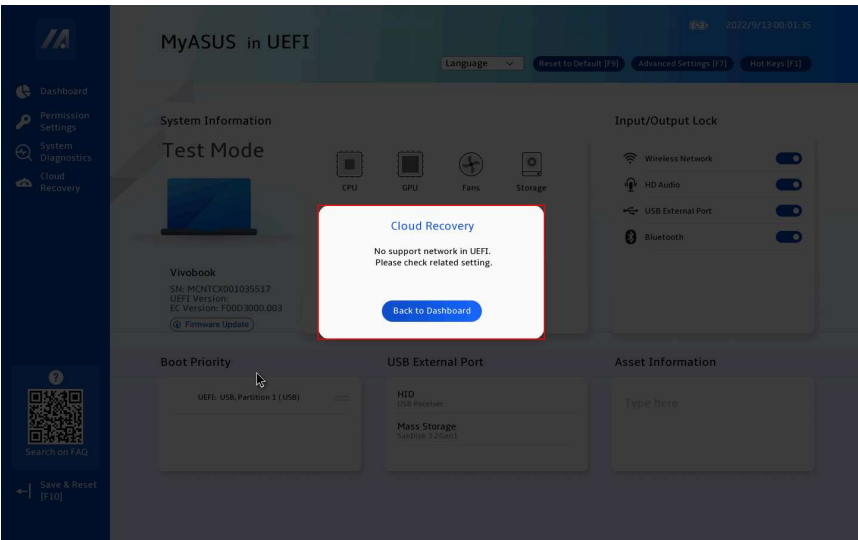 MyASUS in UEFI
2022/9/13 00:01:35
Language
Reset to Default [F9]
Advanced Settings [F7]
Hot Keys [F1]
Dashboard
Permission
Settings
System
Diagnostics
Cloud
Recovery
System Information
Test Mode
CPU
GPU
Fans
Storage
Input/Output Lock
Wireless Network
HD Audio
USB External Port
Bluetooth
Cloud Recovery
No support network in UEFI.
Please check related setting.
Back to Dashboard
Vivobook
SN: MCNTCX001035517
UEFI Version:
EC Version: F00D3000.003
Firmware Update
Boot Priority
UEFI: USB, Partition 1 ( USB)
USB External Port
HID
USB Receiver
Mass Storage
SanDisk 3.2Gen1
Asset Information
Type here
?
Search on FAQ
Save & Reset
[F10]